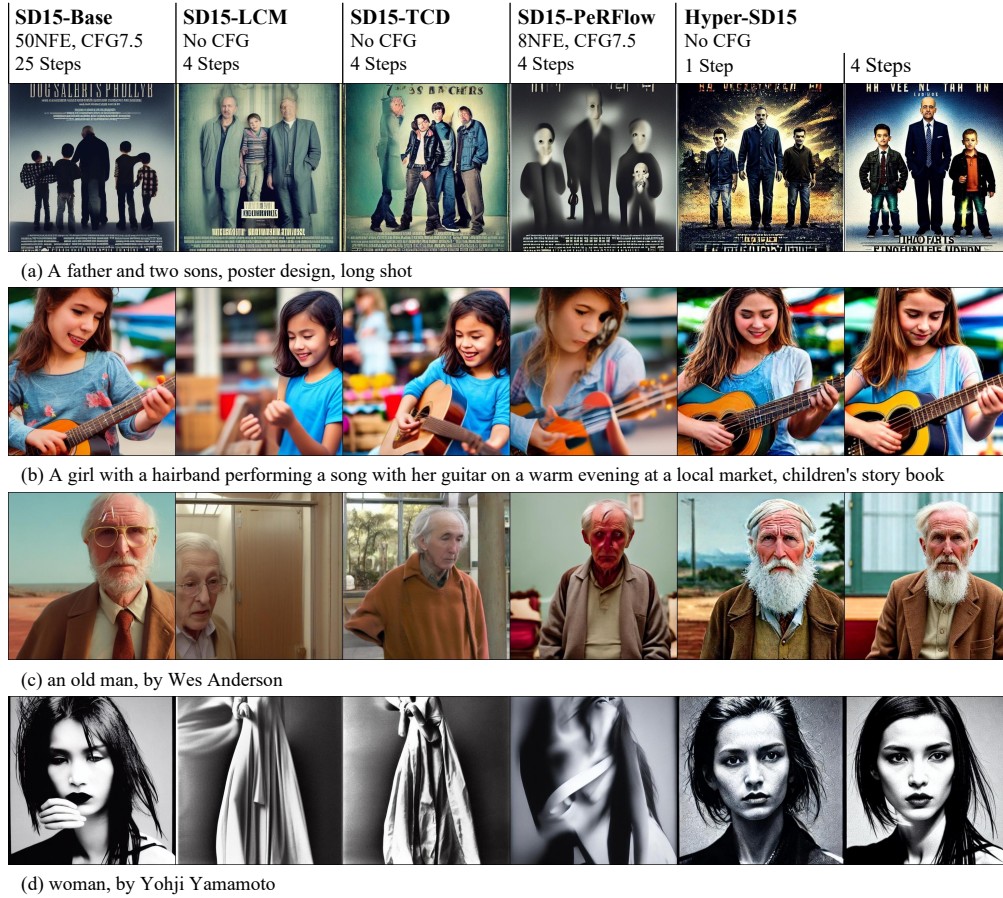 SD15-Base
50NFE, CFG7.5
25 Steps
SD15-LCM
No CFG
4 Steps
SD15-TCD
No CFG
4 Steps
SD15-PeRFlow
8NFE, CFG7.5
4 Steps
Hyper-SD15
No CFG
1 Step
4 Steps
(a) A father and two sons, poster design, long shot
(b) A girl with a hairband performing a song with her guitar on a warm evening at a local market, children's story book
(c) an old man, by Wes Anderson
(d) woman, by Yohji Yamamoto